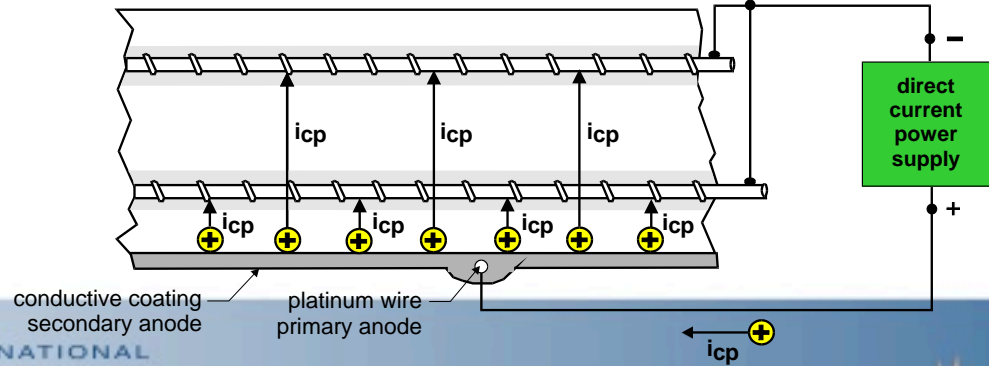 −
direct
current
power
supply
+
icp
icp
icp
icp
icp
icp
icp
conductive coating
secondary anode
platinum wire
primary anode
icp
NATIONAL